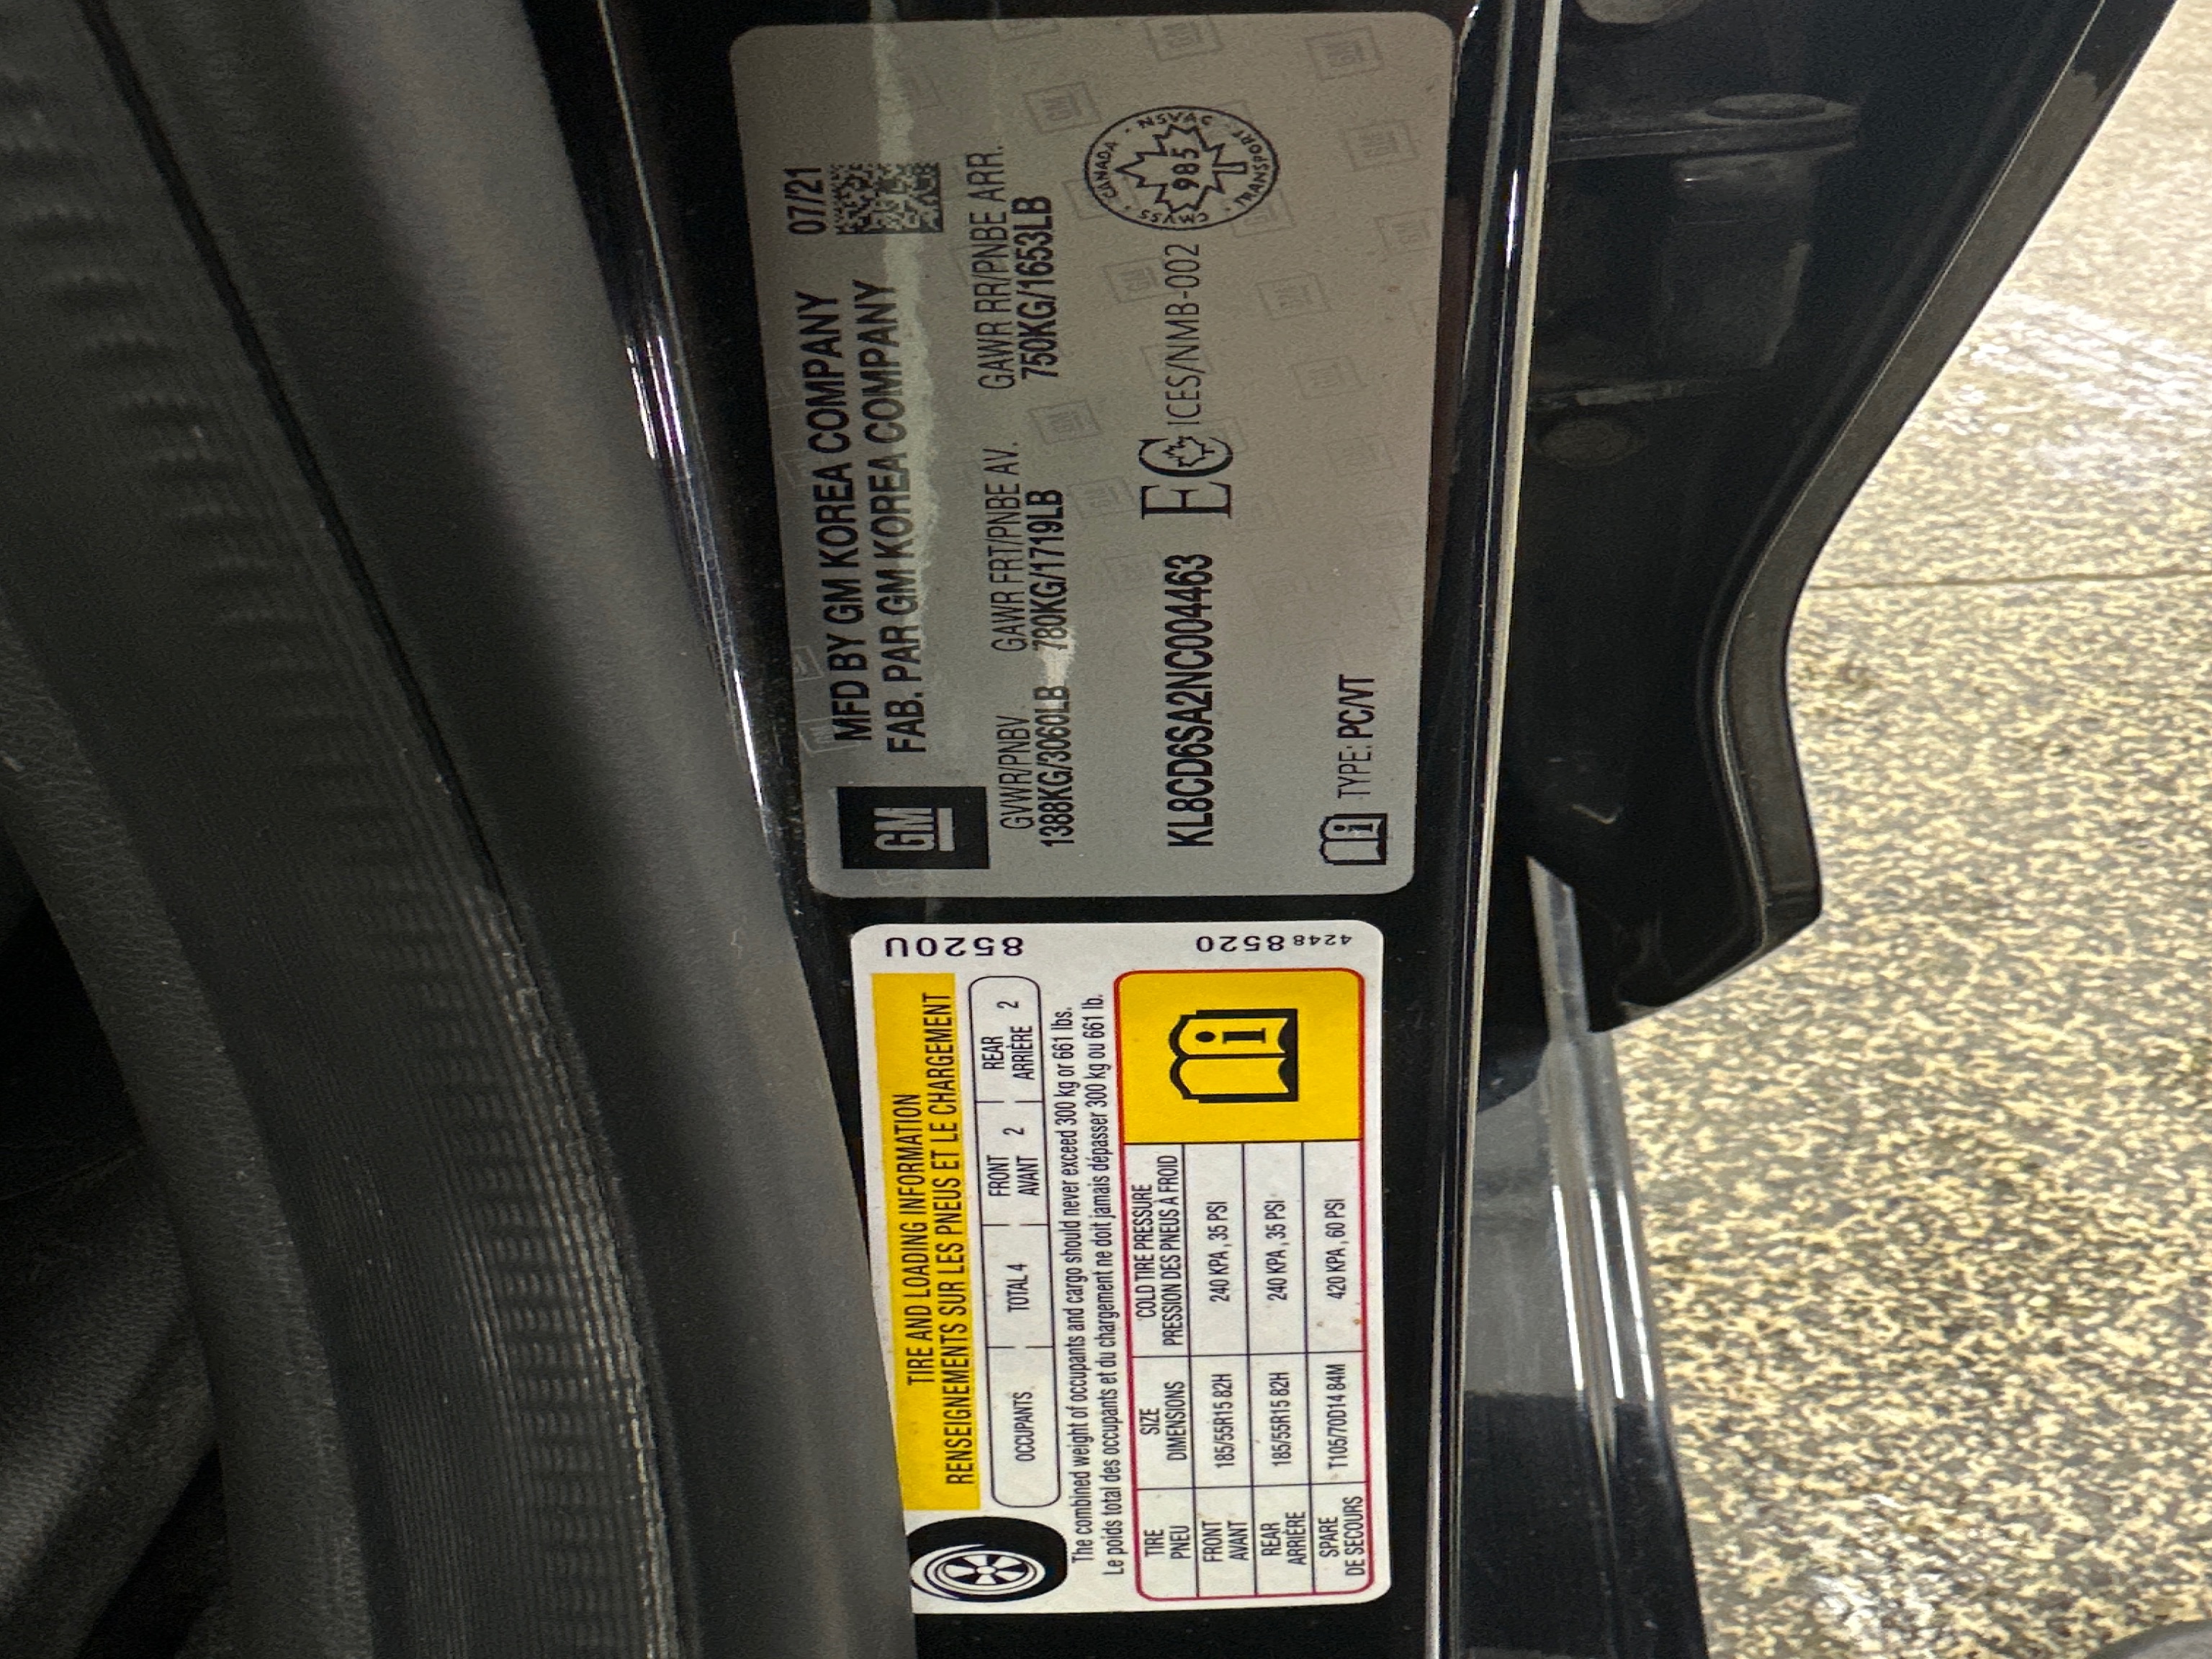 TIRE AND LOADING INFORMATION
RENSEIGNEMENTS SUR LES PNEUS ET LE CHARGEMENT
OCCUPANTS TOTAL 4 FRONT AVANT 2 REAR ARRIÈRE 2
The combined weight of occupants and cargo should never exceed 300 kg or 661 lbs.
Le poids total des occupants et du chargement ne doit jamais dépasser 300 kg ou 661 lb.
TIRE PNEU SIZE DIMENSIONS COLD TIRE PRESSURE PRESSION DES PNEUS À FROID
FRONT AVANT 185/55R15 82H 240 KPA, 35 PSI
REAR ARRIÈRE 185/55R15 82H 240 KPA, 35 PSI
SPARE DE SECOURS T105/70D14 84M 420 KPA, 60 PSI
8520U
4248 8520
GM
MFD BY GM KOREA COMPANY 07/21
FAB. PAR GM KOREA COMPANY
GVWR/PNBV GAWR FRT/PNBE AV. GAWR RR/PNBE ARR.
1388KG/3060LB 780KG/1719LB 750KG/1653LB
KL8CD6SA2NC004463 EC ICES/NMB-002
CANADA · NSVAC · TRANSPORT · CMVSS
985
TYPE: PC/VT